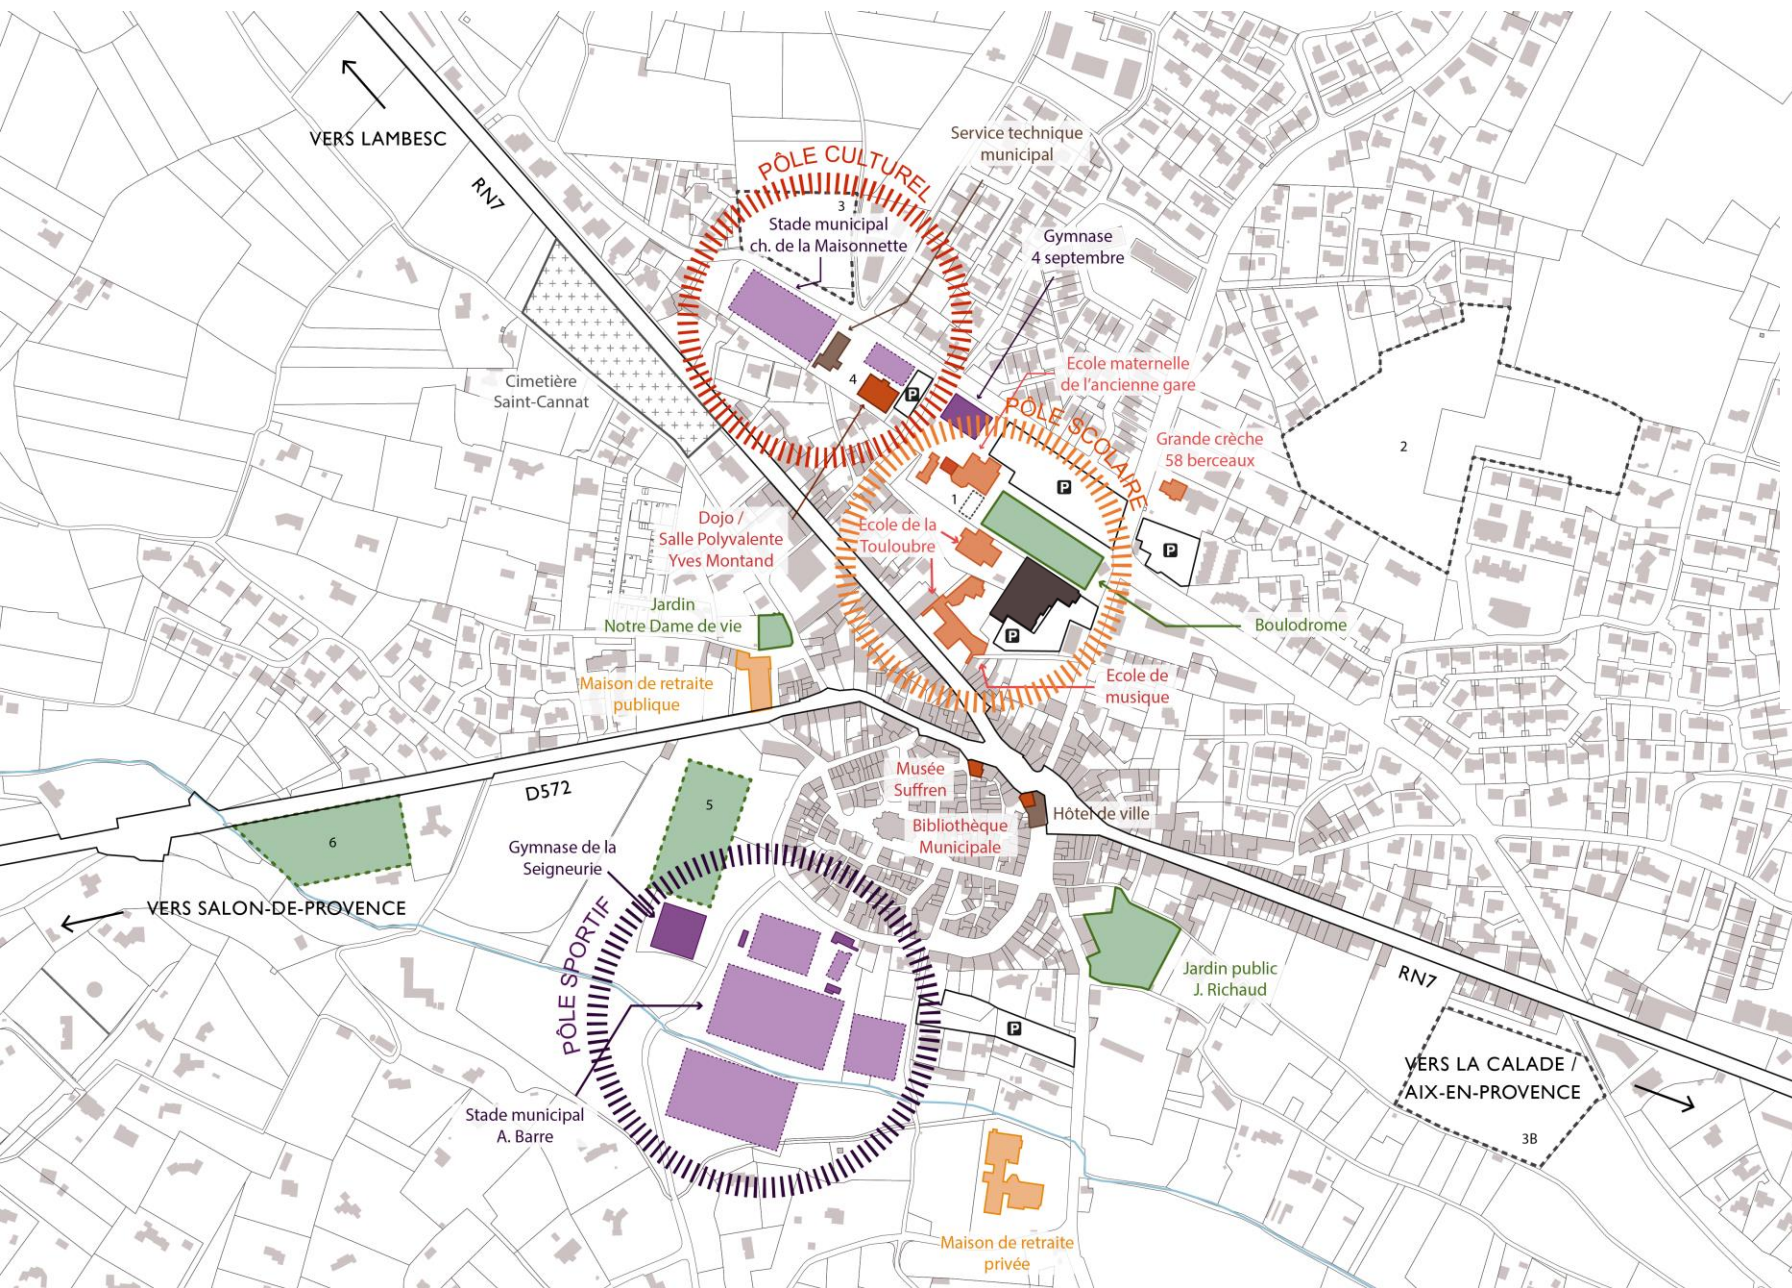 VERS LAMBESC
RN7
PÔLE CULTUREL
3
Stade municipal
ch. de la Maisonnette
Service technique
municipal
Gymnase
4 septembre
Cimetière
Saint-Cannat
4
P
Ecole maternelle
de l'ancienne gare
PÔLE SCOLAIRE
Grande crèche
58 berceaux
2
P
1
Dojo /
Salle Polyvalente
Yves Montand
Ecole de la
Touloubre
P
Jardin
Notre Dame de vie
P
Boulodrome
Maison de retraite
publique
Ecole de
musique
D572
Musée
Suffren
Hôtel de ville
Bibliothèque
Municipale
5
6
Gymnase de la
Seigneurie
VERS SALON-DE-PROVENCE
PÔLE SPORTIF
Jardin public
J. Richaud
RN7
P
VERS LA CALADE /
AIX-EN-PROVENCE
3B
Stade municipal
A. Barre
Maison de retraite
privée